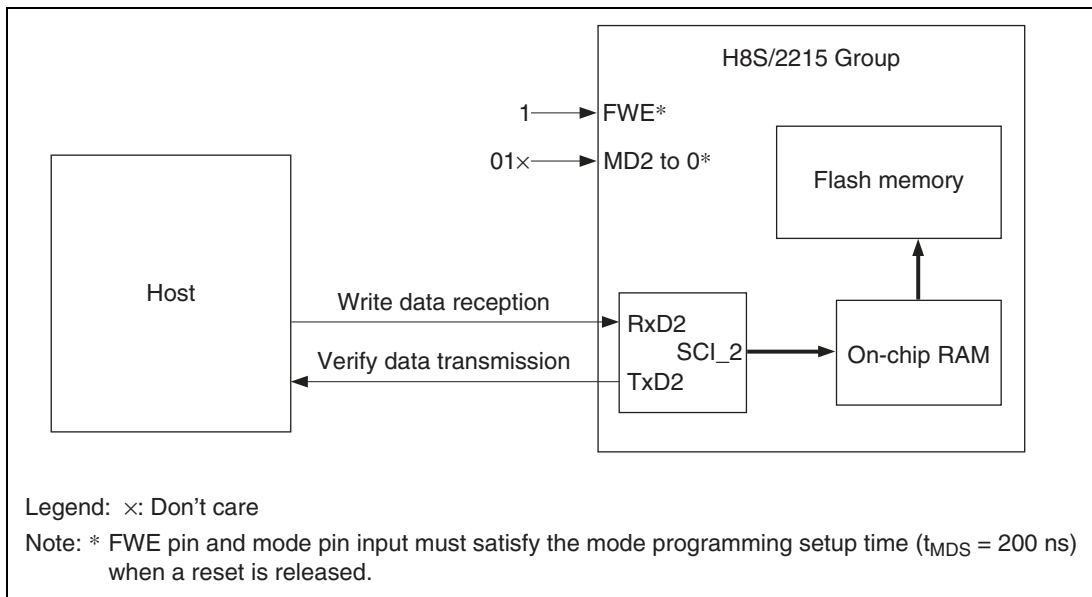 H8S/2215 Group
1
FWE*
01×
MD2 to 0*
Flash memory
Host
Write data reception
RxD2
SCI_2
On-chip RAM
Verify data transmission
TxD2
Legend: ×: Don't care
Note: * FWE pin and mode pin input must satisfy the mode programming setup time (tMDS = 200 ns)
when a reset is released.